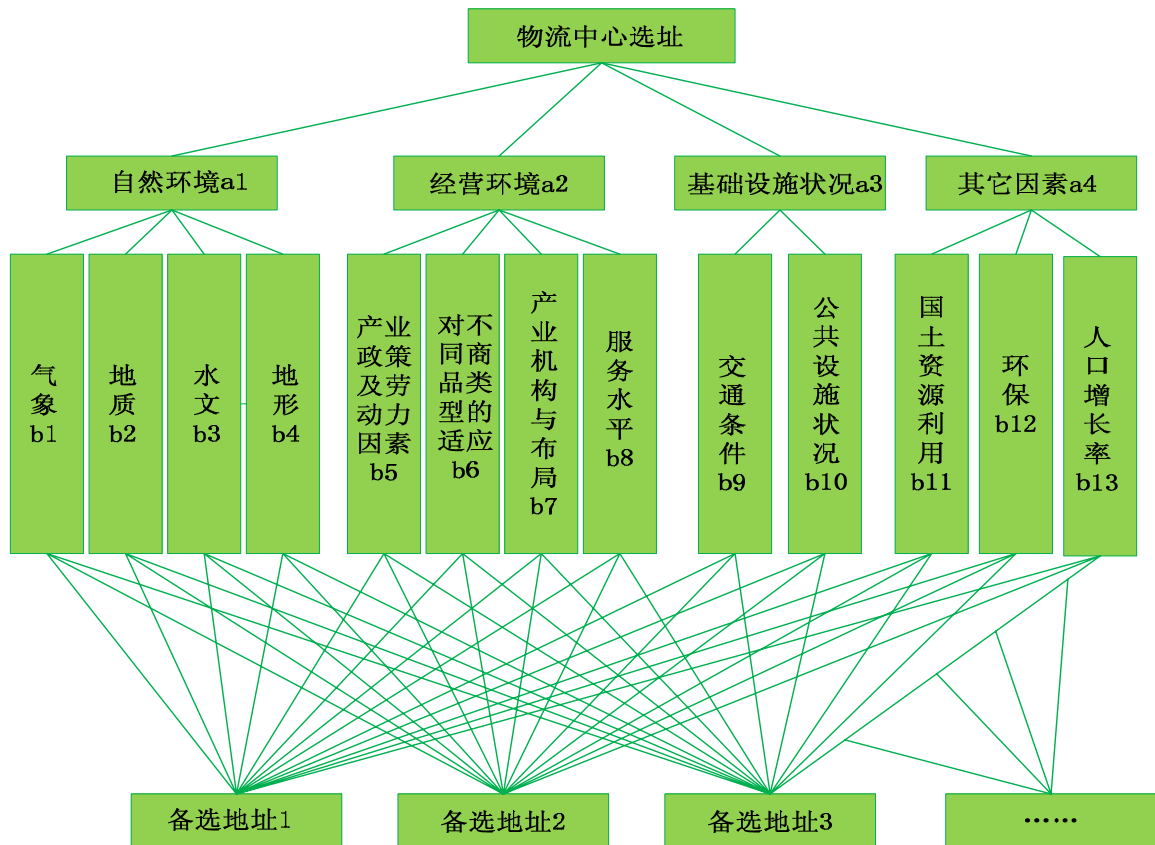 物流中心选址
自然环境a1
经营环境a2
基础设施状况a3
其它因素a4
气象b1
地质b2
水文b3
地形b4
产业政策及劳动力因素b5
对不同商品类型的适应b6
产业机构与布局b7
服务水平b8
交通条件b9
公共设施状况b10
国土资源利用b11
环保b12
人口增长率b13
备选地址1
备选地址2
备选地址3
……